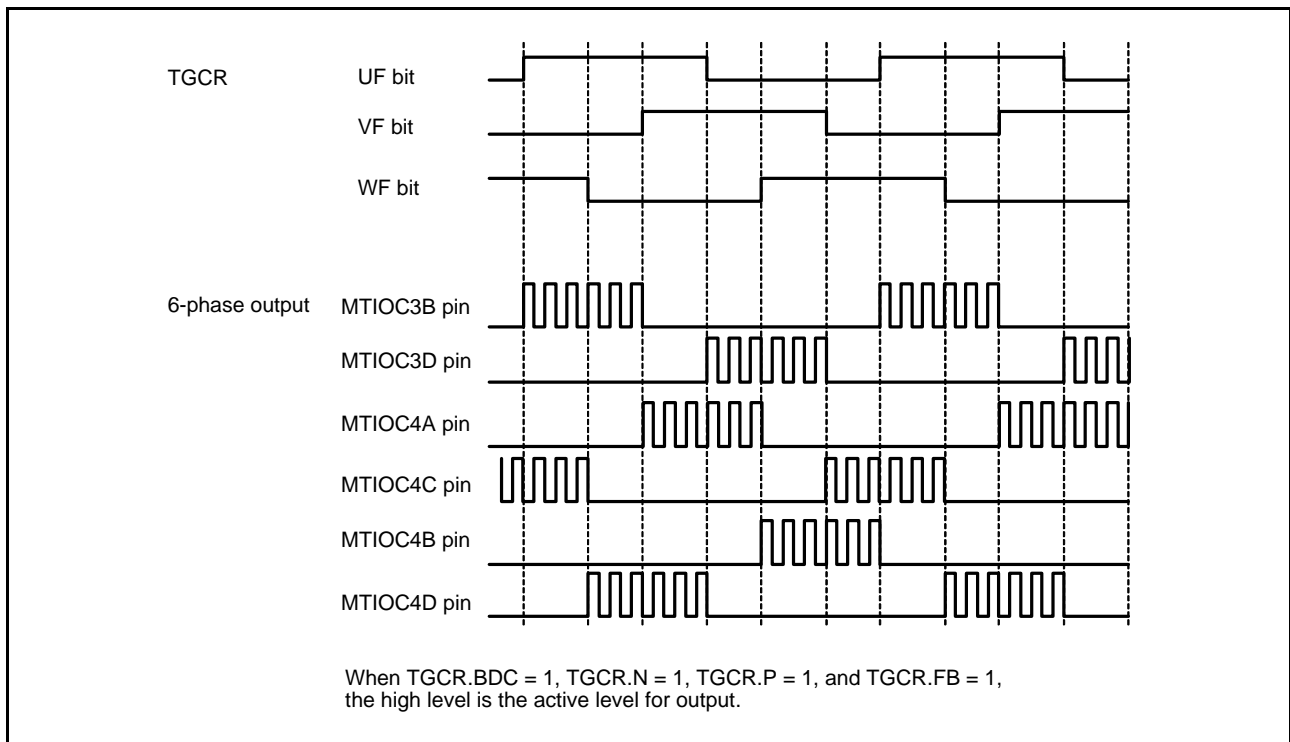 TGCR UF bit
VF bit
WF bit
6-phase output MTIOC3B pin
MTIOC3D pin
MTIOC4A pin
MTIOC4C pin
MTIOC4B pin
MTIOC4D pin
When TGCR.BDC = 1, TGCR.N = 1, TGCR.P = 1, and TGCR.FB = 1,
the high level is the active level for output.